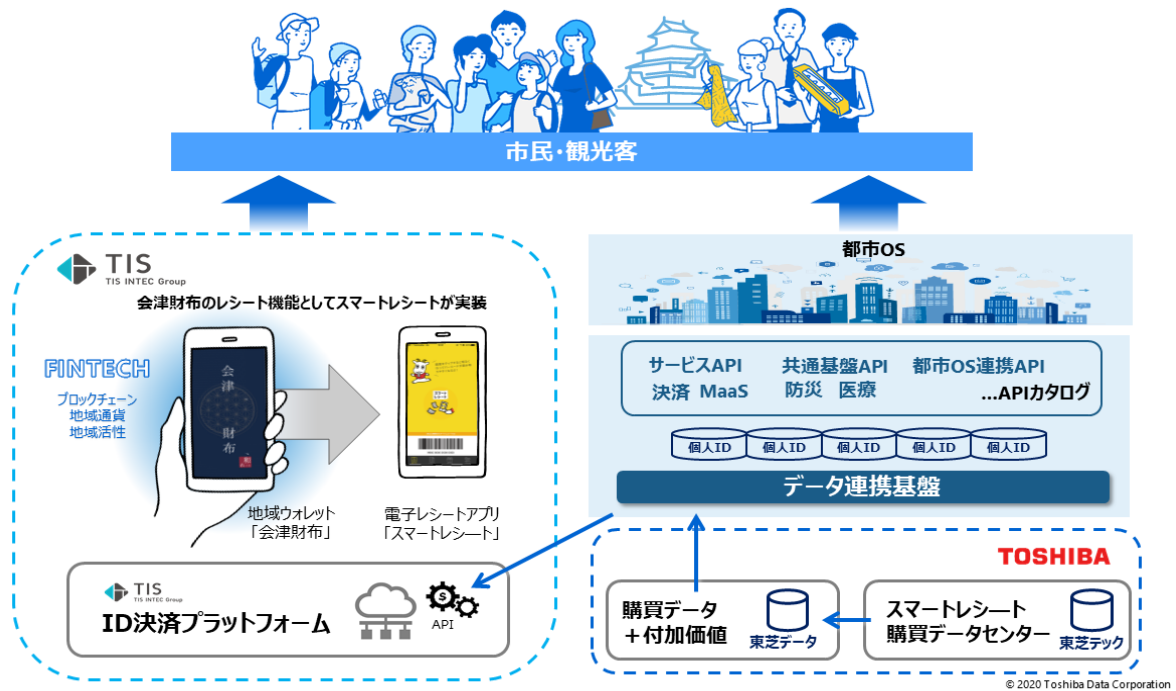 市民・観光客
TIS
TIS INTEC Group
会津財布のレシート機能としてスマートレシートが実装
FINTECH
ブロックチェーン
地域通貨
地域活性
会津財布
地域ウォレット
「会津財布」
電子レシートアプリ
「スマートレシート」
TIS
TIS INTEC Group
ID決済プラットフォーム
API
都市OS
サービスAPI 共通基盤API 都市OS連携API
決済 MaaS 防災 医療 …APIカタログ
個人ID 個人ID 個人ID 個人ID 個人ID
データ連携基盤
TOSHIBA
購買データ
＋付加価値
東芝データ
スマートレシート
購買データセンター
東芝テック
© 2020 Toshiba Data Corporation